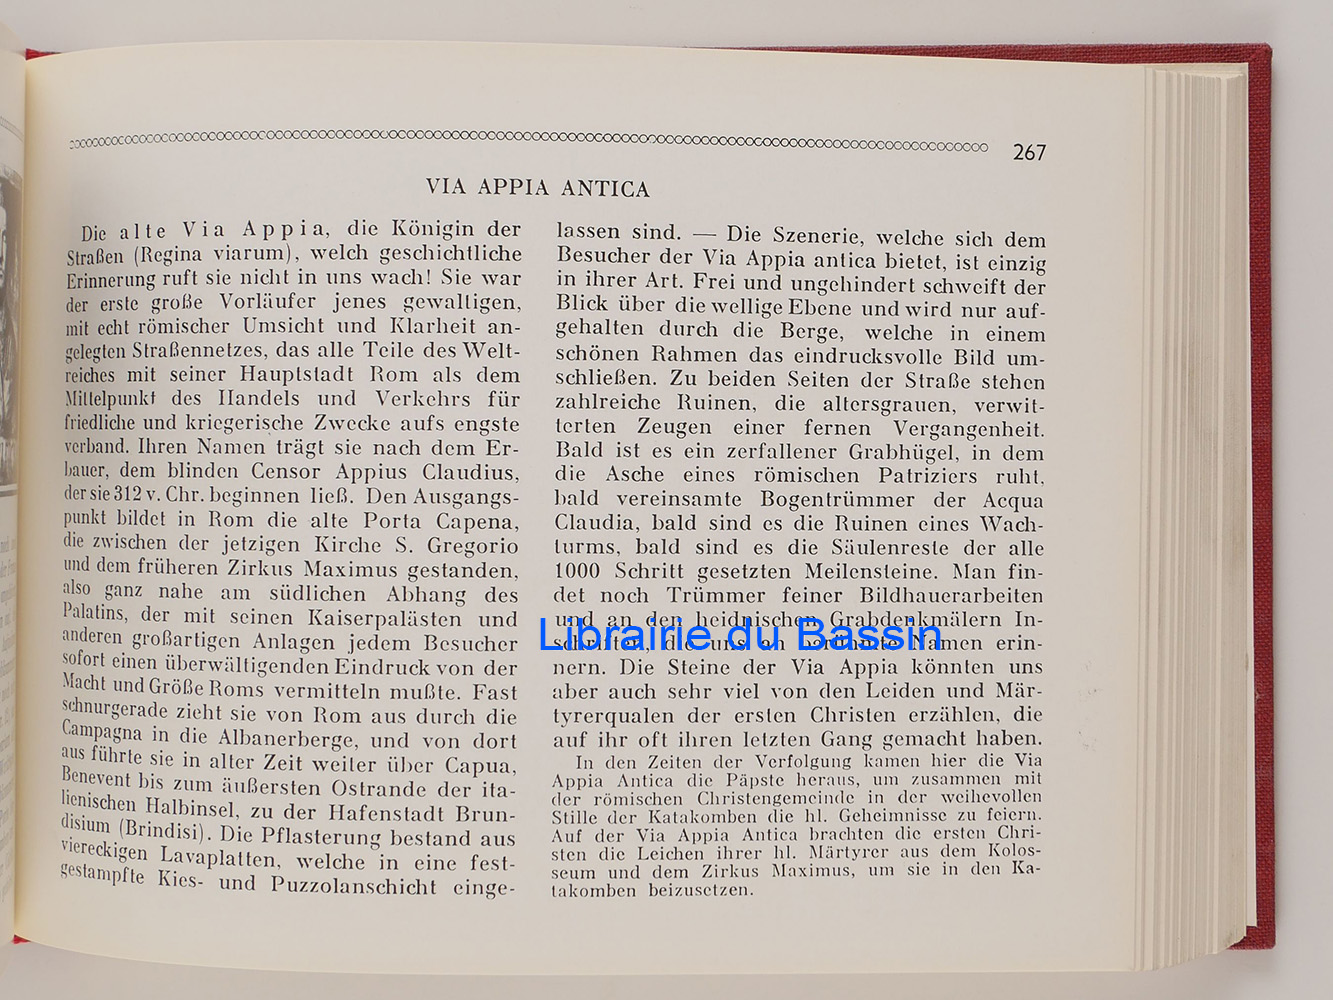 267
VIA APPIA ANTICA
Die alte Via Appia, die Königin der
Straßen (Regina viarum), welch geschichtliche
Erinnerung ruft sie nicht in uns wach! Sie war
der erste große Vorläufer jenes gewaltigen,
mit echt römischer Umsicht und Klarheit an-
gelegten Straßennetzes, das alle Teile des Welt-
reiches mit seiner Hauptstadt Rom als dem
Mittelpunkt des Handels und Verkehrs für
friedliche und kriegerische Zwecke aufs engste
verband. Ihren Namen trägt sie nach dem Er-
bauer, dem blinden Censor Appius Claudius,
der sie 312 v. Chr. beginnen ließ. Den Ausgangs-
punkt bildet in Rom die alte Porta Capena,
die zwischen der jetzigen Kirche S. Gregorio
und dem früheren Zirkus Maximus gestanden,
also ganz nahe am südlichen Abhang des
Palatins, der mit seinen Kaiserpalästen und
anderen großartigen Anlagen jedem Besucher
sofort einen überwältigenden Eindruck von der
Macht und Größe Roms vermitteln mußte. Fast
schnurgerade zieht sie von Rom aus durch die
Campagna in die Albanerberge, und von dort
aus führte sie in alter Zeit weiter über Capua,
Benevent bis zum äußersten Ostrande der ita-
lienischen Halbinsel, zu der Hafenstadt Brun-
disium (Brindisi). Die Pflasterung bestand aus
viereckigen Lavaplatten, welche in eine fest-
gestampfte Kies- und Puzzolanschicht einge-
lassen sind. — Die Szenerie, welche sich dem
Besucher der Via Appia antica bietet, ist einzig
in ihrer Art. Frei und ungehindert schweift der
Blick über die wellige Ebene und wird nur auf-
gehalten durch die Berge, welche in einem
schönen Rahmen das eindrucksvolle Bild um-
schließen. Zu beiden Seiten der Straße stehen
zahlreiche Ruinen, die altersgrauen, verwit-
terten Zeugen einer fernen Vergangenheit.
Bald ist es ein zerfallener Grabhügel, in dem
die Asche eines römischen Patriziers ruht,
bald vereinsamte Bogentrümmer der Acqua
Claudia, bald sind es die Ruinen eines Wach-
turms, bald sind es die Säulenreste der alle
1000 Schritt gesetzten Meilensteine. Man fin-
det noch Trümmer feiner Bildhauerarbeiten
und an den heidnischen Grabdenkmälern In-
schriften, die uns an berühmte Namen erin-
nern. Die Steine der Via Appia könnten uns
aber auch sehr viel von den Leiden und Mär-
tyrerqualen der ersten Christen erzählen, die
auf ihr oft ihren letzten Gang gemacht haben.
In den Zeiten der Verfolgung kamen hier die Via
Appia Antica die Päpste heraus, um zusammen mit
der römischen Christengemeinde in der weihevollen
Stille der Katakomben die hl. Geheimnisse zu feiern.
Auf der Via Appia Antica brachten die ersten Chri-
sten die Leichen ihrer hl. Märtyrer aus dem Kolos-
seum und dem Zirkus Maximus, um sie in den Ka-
takomben beizusetzen.
Librairie du Bassin